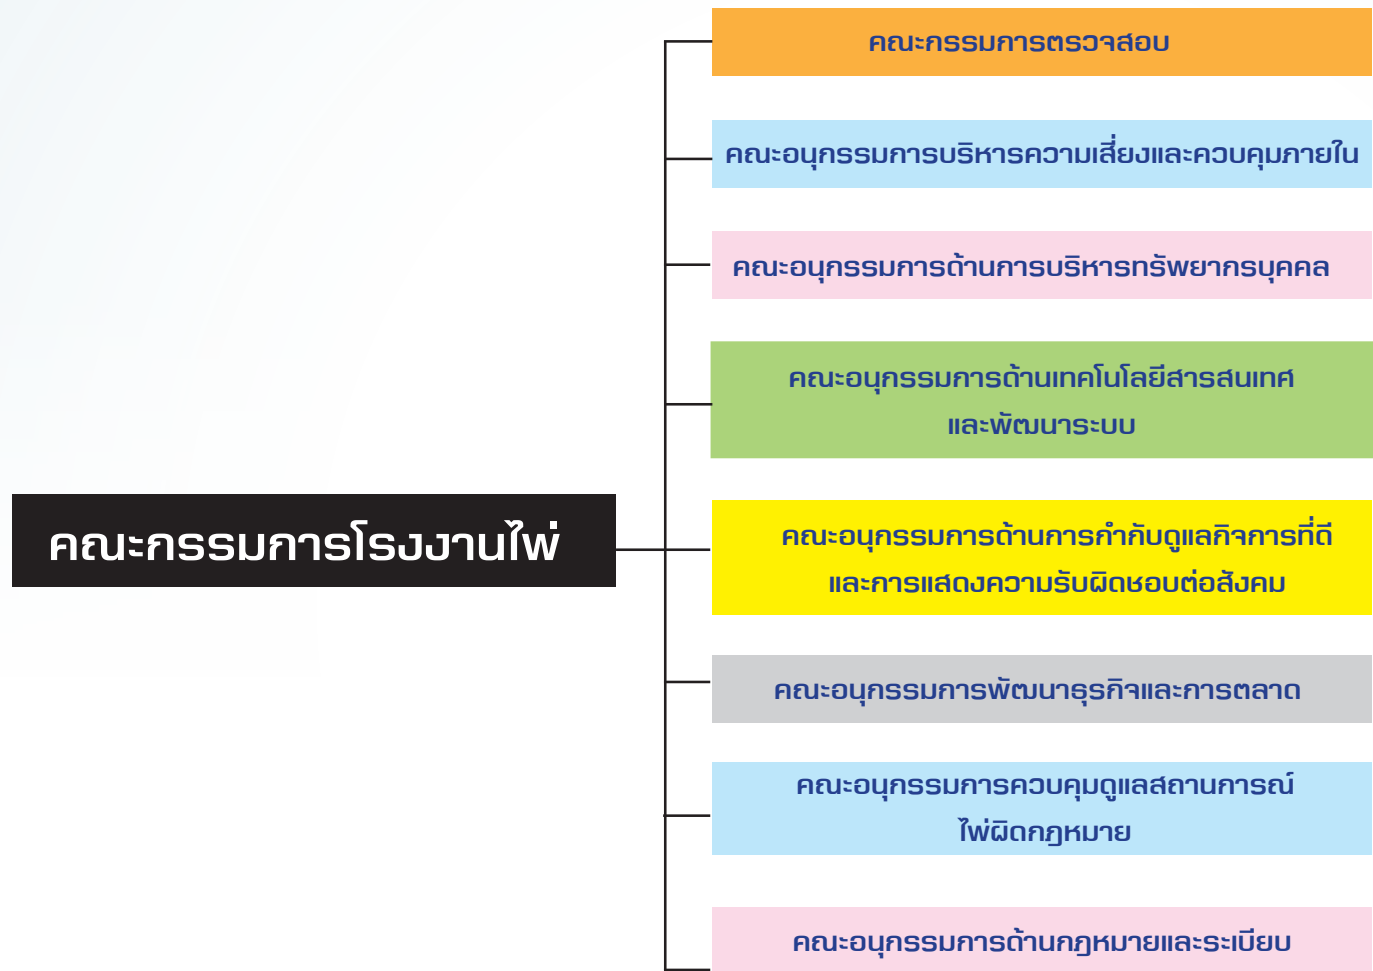 คณะกรรมการตรวจสอบ
คณะอนุกรรมการบริหารความเสี่ยงและควบคุมภายใน
คณะอนุกรรมการด้านการบริหารทรัพยากรบุคคล
คณะอนุกรรมการด้านเทคโนโลยีสารสนเทศ
และพัฒนาระบบ
คณะกรรมการโรงงานไพ่
คณะอนุกรรมการด้านการกำกับดูแลกิจการที่ดี
และการแสดงความรับผิดชอบต่อสังคม
คณะอนุกรรมการพัฒนาธุรกิจและการตลาด
คณะอนุกรรมการควบคุมดูแลสถานการณ์
ไพ่ผิดกฎหมาย
คณะอนุกรรมการด้านกฎหมายและระเบียบ